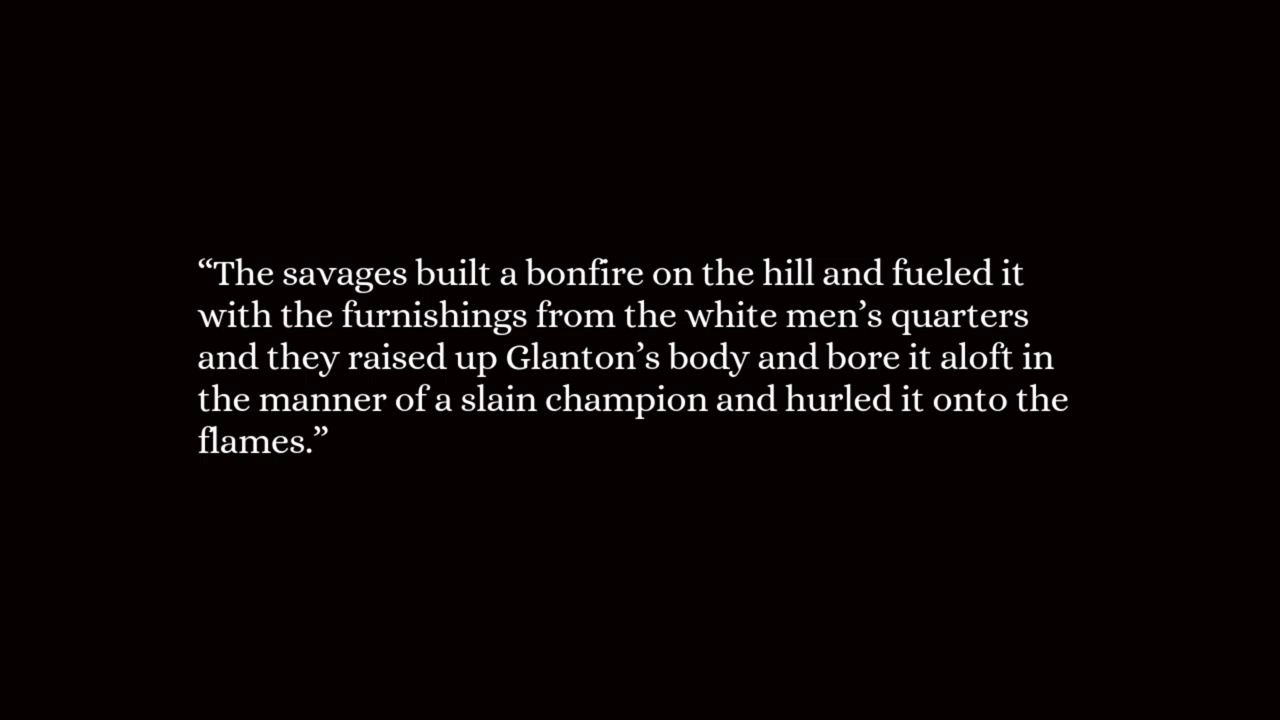 “The savages built a bonfire on the hill and fueled it
with the furnishings from the white men’s quarters
and they raised up Glanton’s body and bore it aloft in
the manner of a slain champion and hurled it onto the
flames.”